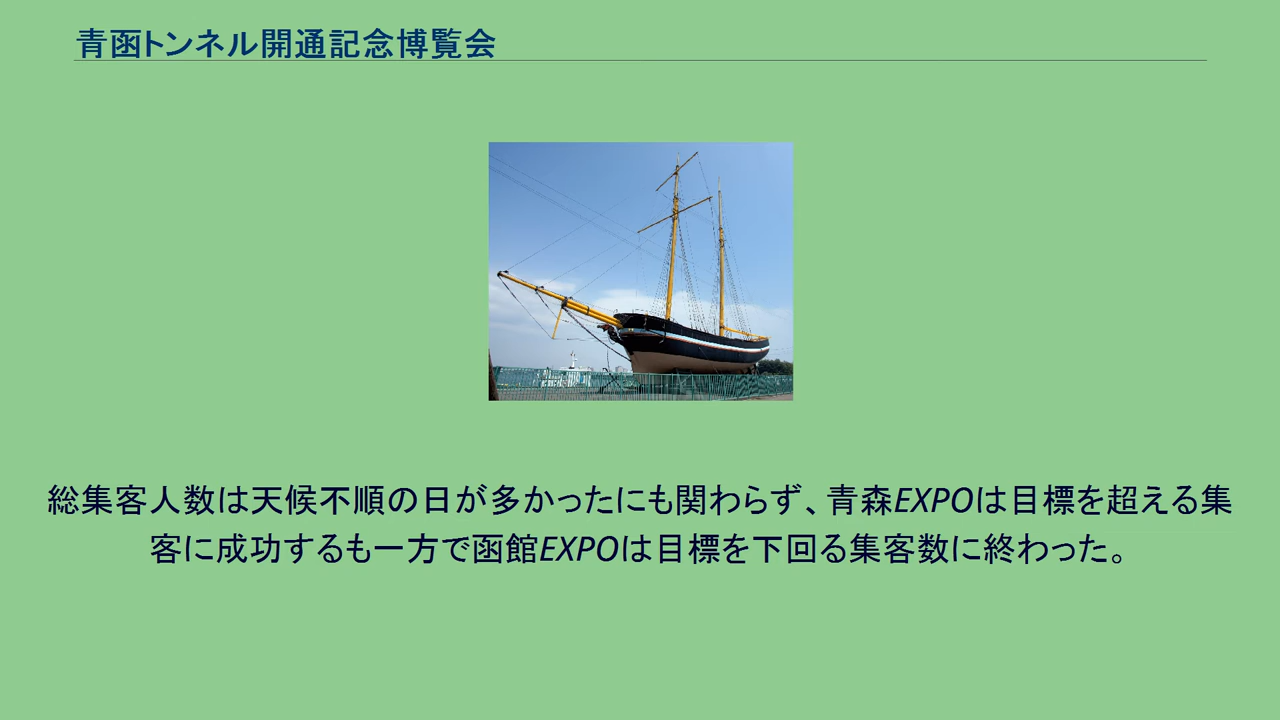 青函トンネル開通記念博覧会
総集客人数は天候不順の日が多かったにも関わらず、青森EXPOは目標を超える集
客に成功するも一方で函館EXPOは目標を下回る集客数に終わった。